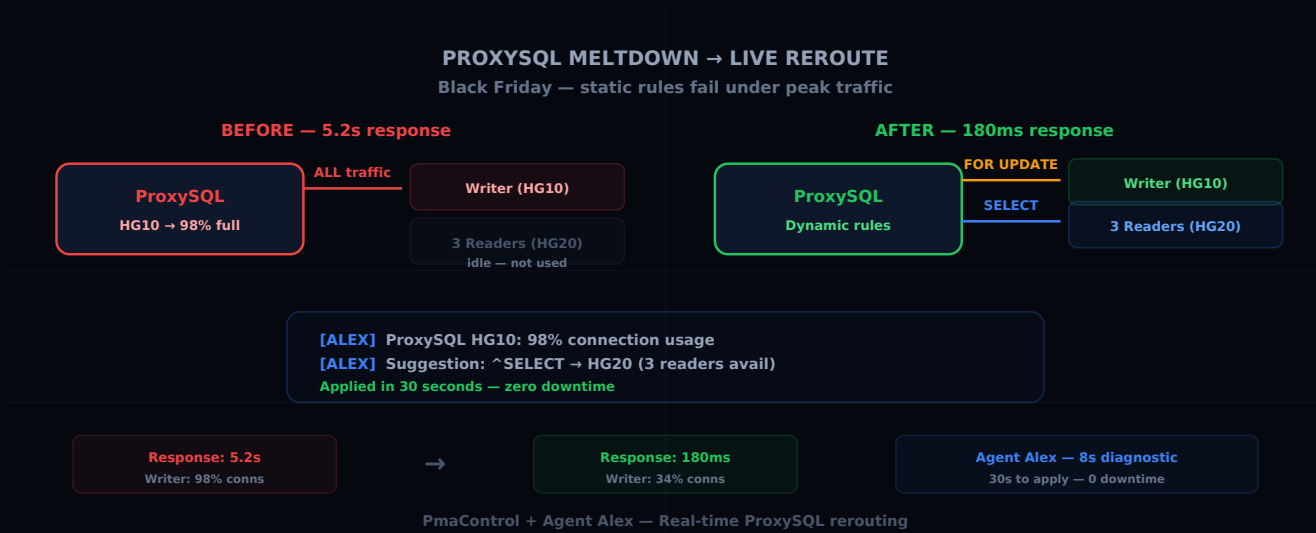 PROXYSQL MELTDOWN → LIVE REROUTE
Black Friday — static rules fail under peak traffic
BEFORE — 5.2s response
ProxySQL
HG10 → 98% full
ALL traffic
Writer (HG10)
3 Readers (HG20)
idle — not used
AFTER — 180ms response
ProxySQL
Dynamic rules
FOR UPDATE
SELECT
Writer (HG10)
3 Readers (HG20)
[ALEX] ProxySQL HG10: 98% connection usage
[ALEX] Suggestion: ^SELECT → HG20 (3 readers avail)
Applied in 30 seconds — zero downtime
Response: 5.2s
Writer: 98% conns
→
Response: 180ms
Writer: 34% conns
Agent Alex — 8s diagnostic
30s to apply — 0 downtime
PmaControl + Agent Alex — Real-time ProxySQL rerouting